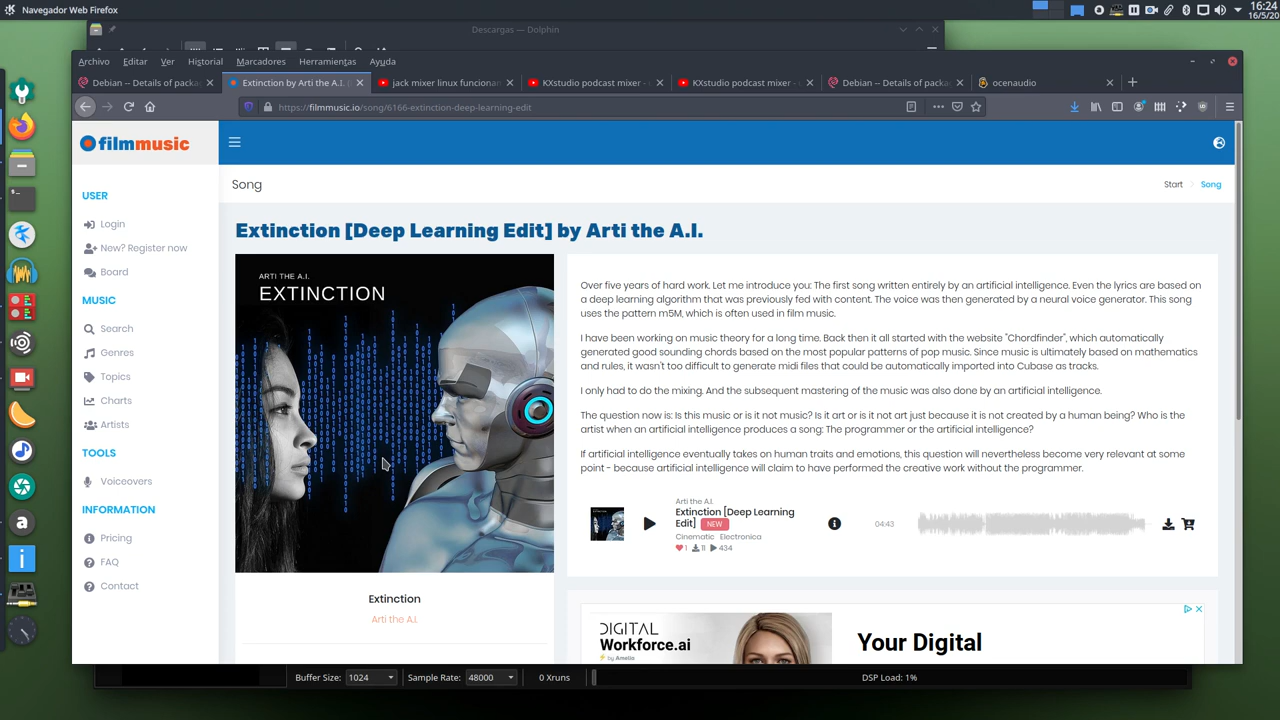 Navegador Web Firefox
16:24
16/5/20
Descargas — Dolphin
Archivo Editar Ver Historial Marcadores Herramientas Ayuda
Debian -- Details of packa
Extinction by Arti the A.I.
jack mixer linux funcionan
KXstudio podcast mixer -
KXstudio podcast mixer -
Debian -- Details of packa
ocenaudio
https://filmmusic.io/song/6166-extinction-deep-learning-edit
filmmusic
Song
Start
Song
USER
Login
New? Register now
Board
MUSIC
Search
Genres
Topics
Charts
Artists
TOOLS
Voiceovers
INFORMATION
Pricing
FAQ
Contact
Extinction [Deep Learning Edit] by Arti the A.I.
ARTI THE A.I.
EXTINCTION
Extinction
Arti the A.I.
Over five years of hard work. Let me introduce you: The first song written entirely by an artificial intelligence. Even the lyrics are based on
a deep learning algorithm that was previously fed with content. The voice was then generated by a neural voice generator. This song
uses the pattern m5M, which is often used in film music.
I have been working on music theory for a long time. Back then it all started with the website "Chordfinder", which automatically
generated good sounding chords based on the most popular patterns of pop music. Since music is ultimately based on mathematics
and rules, it wasn't too difficult to generate midi files that could be automatically imported into Cubase as tracks.
I only had to do the mixing. And the subsequent mastering of the music was also done by an artificial intelligence.
The question now is: Is this music or is it not music? Is it art or is it not art just because it is not created by a human being? Who is the
artist when an artificial intelligence produces a song: The programmer or the artificial intelligence?
If artificial intelligence eventually takes on human traits and emotions, this question will nevertheless become very relevant at some
point - because artificial intelligence will claim to have performed the creative work without the programmer.
Arti the A.I.
Extinction [Deep Learning
Edit] NEW
Cinematic Electronica
1 11 434
04:43
DIGITAL
Workforce.ai
by Amelia
Your Digital
Buffer Size: 1024 Sample Rate: 48000 0 Xruns DSP Load: 1%